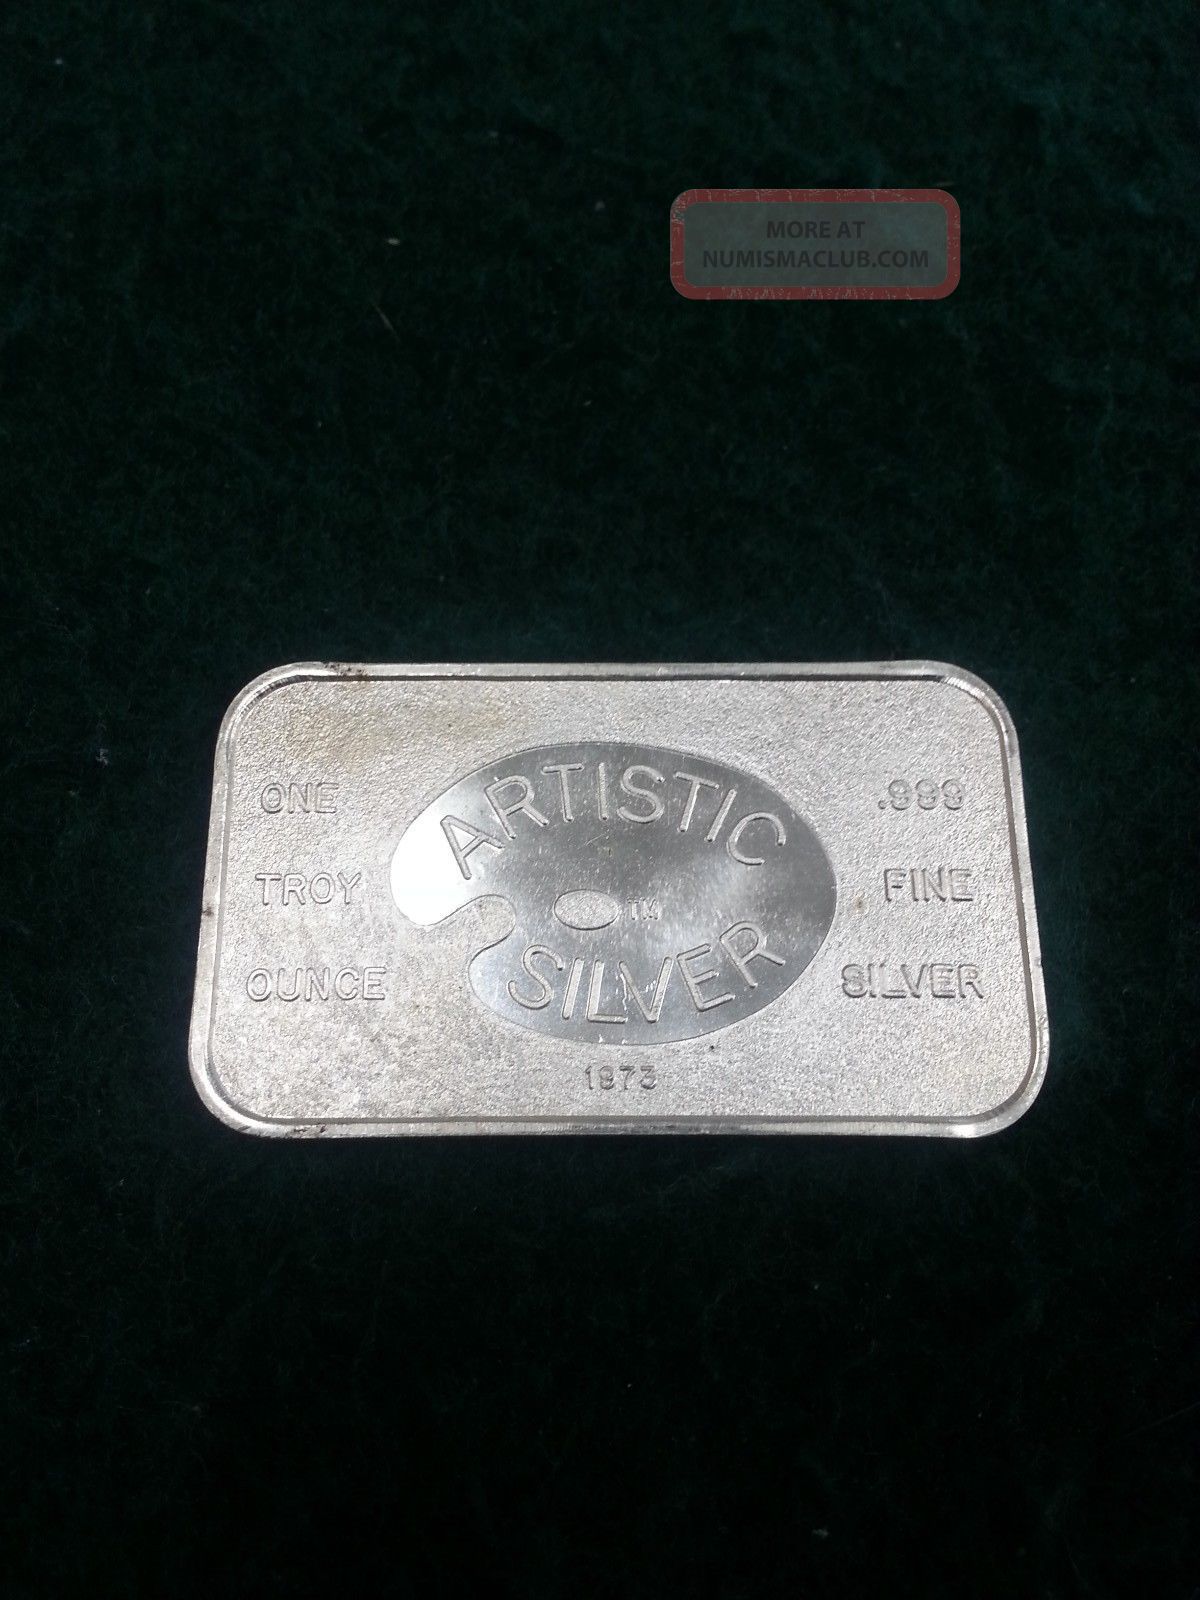 MORE AT
NUMISMACLUB.COM
ONE
TROY
OUNCE
ARTISTIC
TM
SILVER
.999
FINE
SILVER
1973